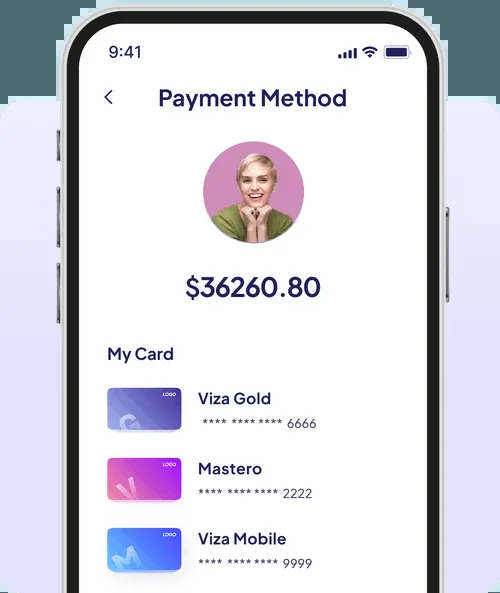 9:41
Payment Method
$36260.80
My Card
LOGO
G
Viza Gold
**** **** **** 6666
LOGO
V
Mastero
**** **** **** 2222
LOGO
M
Viza Mobile
**** **** **** 9999